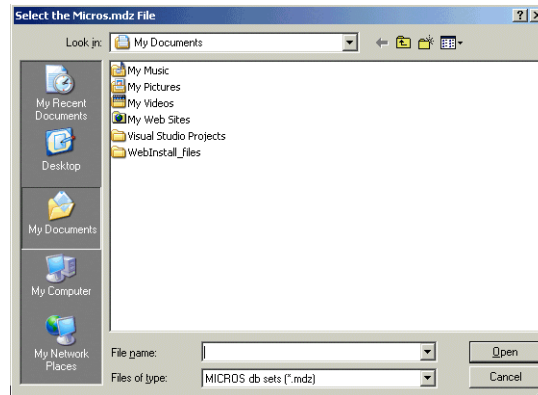 Select the Micros.mdz File
Look in:
My Documents
My Recent
Documents
Desktop
My Documents
My Computer
My Network
Places
My Music
My Pictures
My Videos
My Web Sites
Visual Studio Projects
WebInstall_files
File name:
Open
Files of type:
MICROS db sets (*.mdz)
Cancel